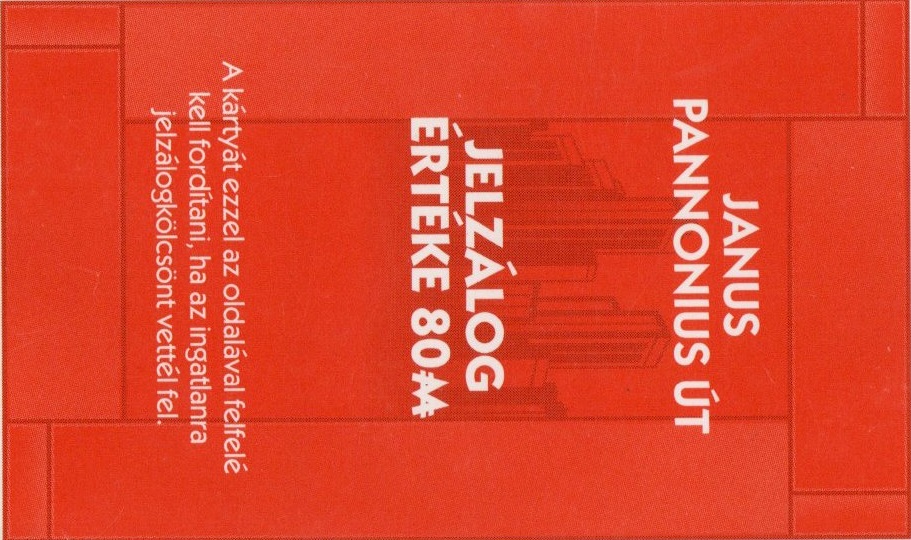 JANUS
PANNONIUS ÚT
JELZÁLOG
ÉRTÉKE 80₳₳
A kártyát ezzel az oldalával felfelé
kell fordítani, ha az ingatlanra
jelzálogkölcsönt vettél fel.